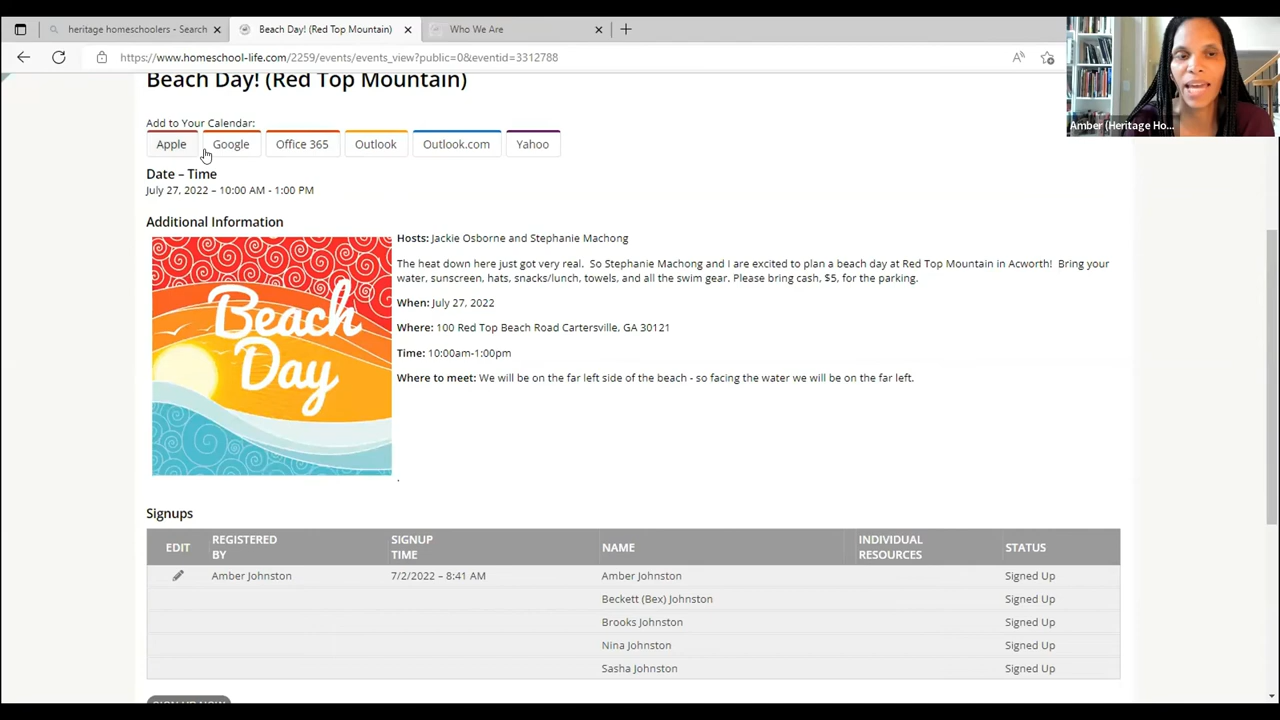 heritage homeschoolers - Search
Beach Day! (Red Top Mountain)
Who We Are
https://www.homeschool-life.com/2259/events/events_view?public=0&eventid=3312788
Amber (Heritage Ho...
Beach Day! (Red Top Mountain)
Add to Your Calendar:
Apple Google Office 365 Outlook Outlook.com Yahoo
Date – Time
July 27, 2022 – 10:00 AM - 1:00 PM
Additional Information
Beach
Day
Hosts: Jackie Osborne and Stephanie Machong
The heat down here just got very real. So Stephanie Machong and I are excited to plan a beach day at Red Top Mountain in Acworth! Bring your
water, sunscreen, hats, snacks/lunch, towels, and all the swim gear. Please bring cash, $5, for the parking.
When: July 27, 2022
Where: 100 Red Top Beach Road Cartersville, GA 30121
Time: 10:00am-1:00pm
Where to meet: We will be on the far left side of the beach - so facing the water we will be on the far left.
.
Signups
EDIT REGISTERED BY SIGNUP TIME NAME INDIVIDUAL RESOURCES STATUS
Amber Johnston 7/2/2022 – 8:41 AM Amber Johnston Signed Up
Beckett (Bex) Johnston Signed Up
Brooks Johnston Signed Up
Nina Johnston Signed Up
Sasha Johnston Signed Up